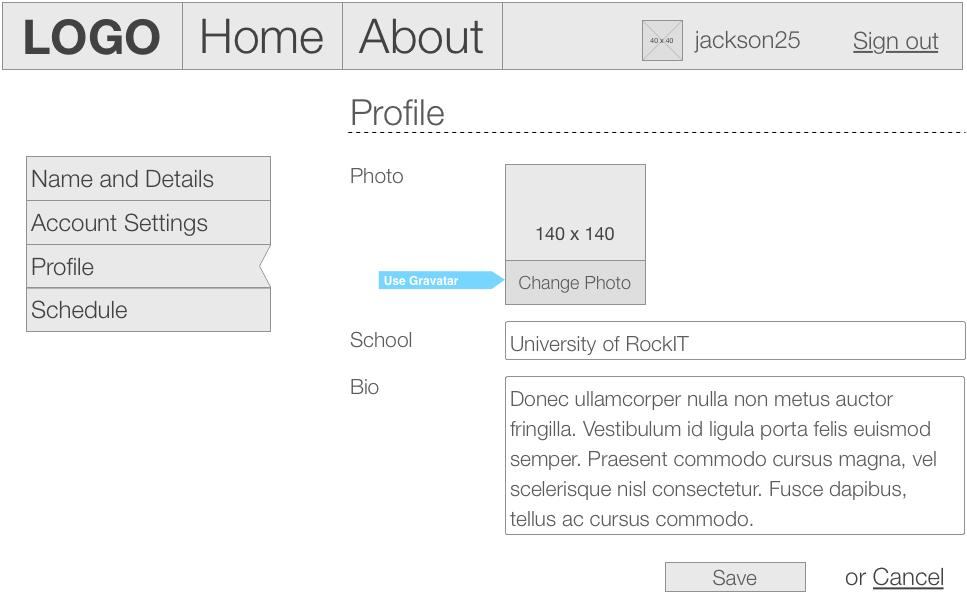 LOGO Home About 40 x 40 jackson25 Sign out
Profile
Name and Details
Account Settings
Profile
Schedule
Photo
140 x 140
Use Gravatar
Change Photo
School
University of RockIT
Bio
Donec ullamcorper nulla non metus auctor
fringilla. Vestibulum id ligula porta felis euismod
semper. Praesent commodo cursus magna, vel
scelerisque nisl consectetur. Fusce dapibus,
tellus ac cursus commodo.
Save or Cancel